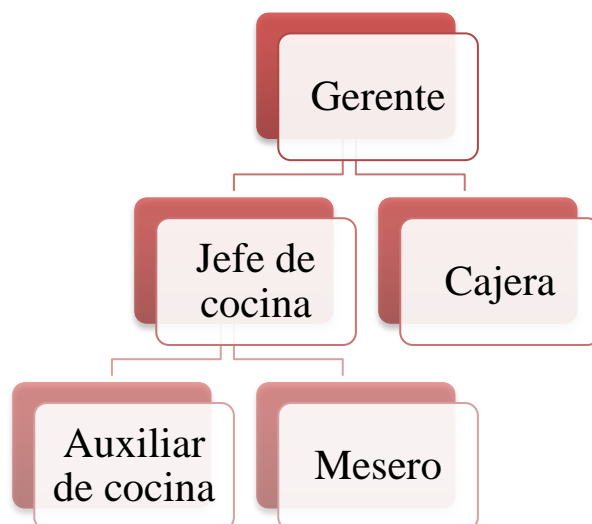 Gerente
Jefe de
cocina
Cajera
Auxiliar
de cocina
Mesero